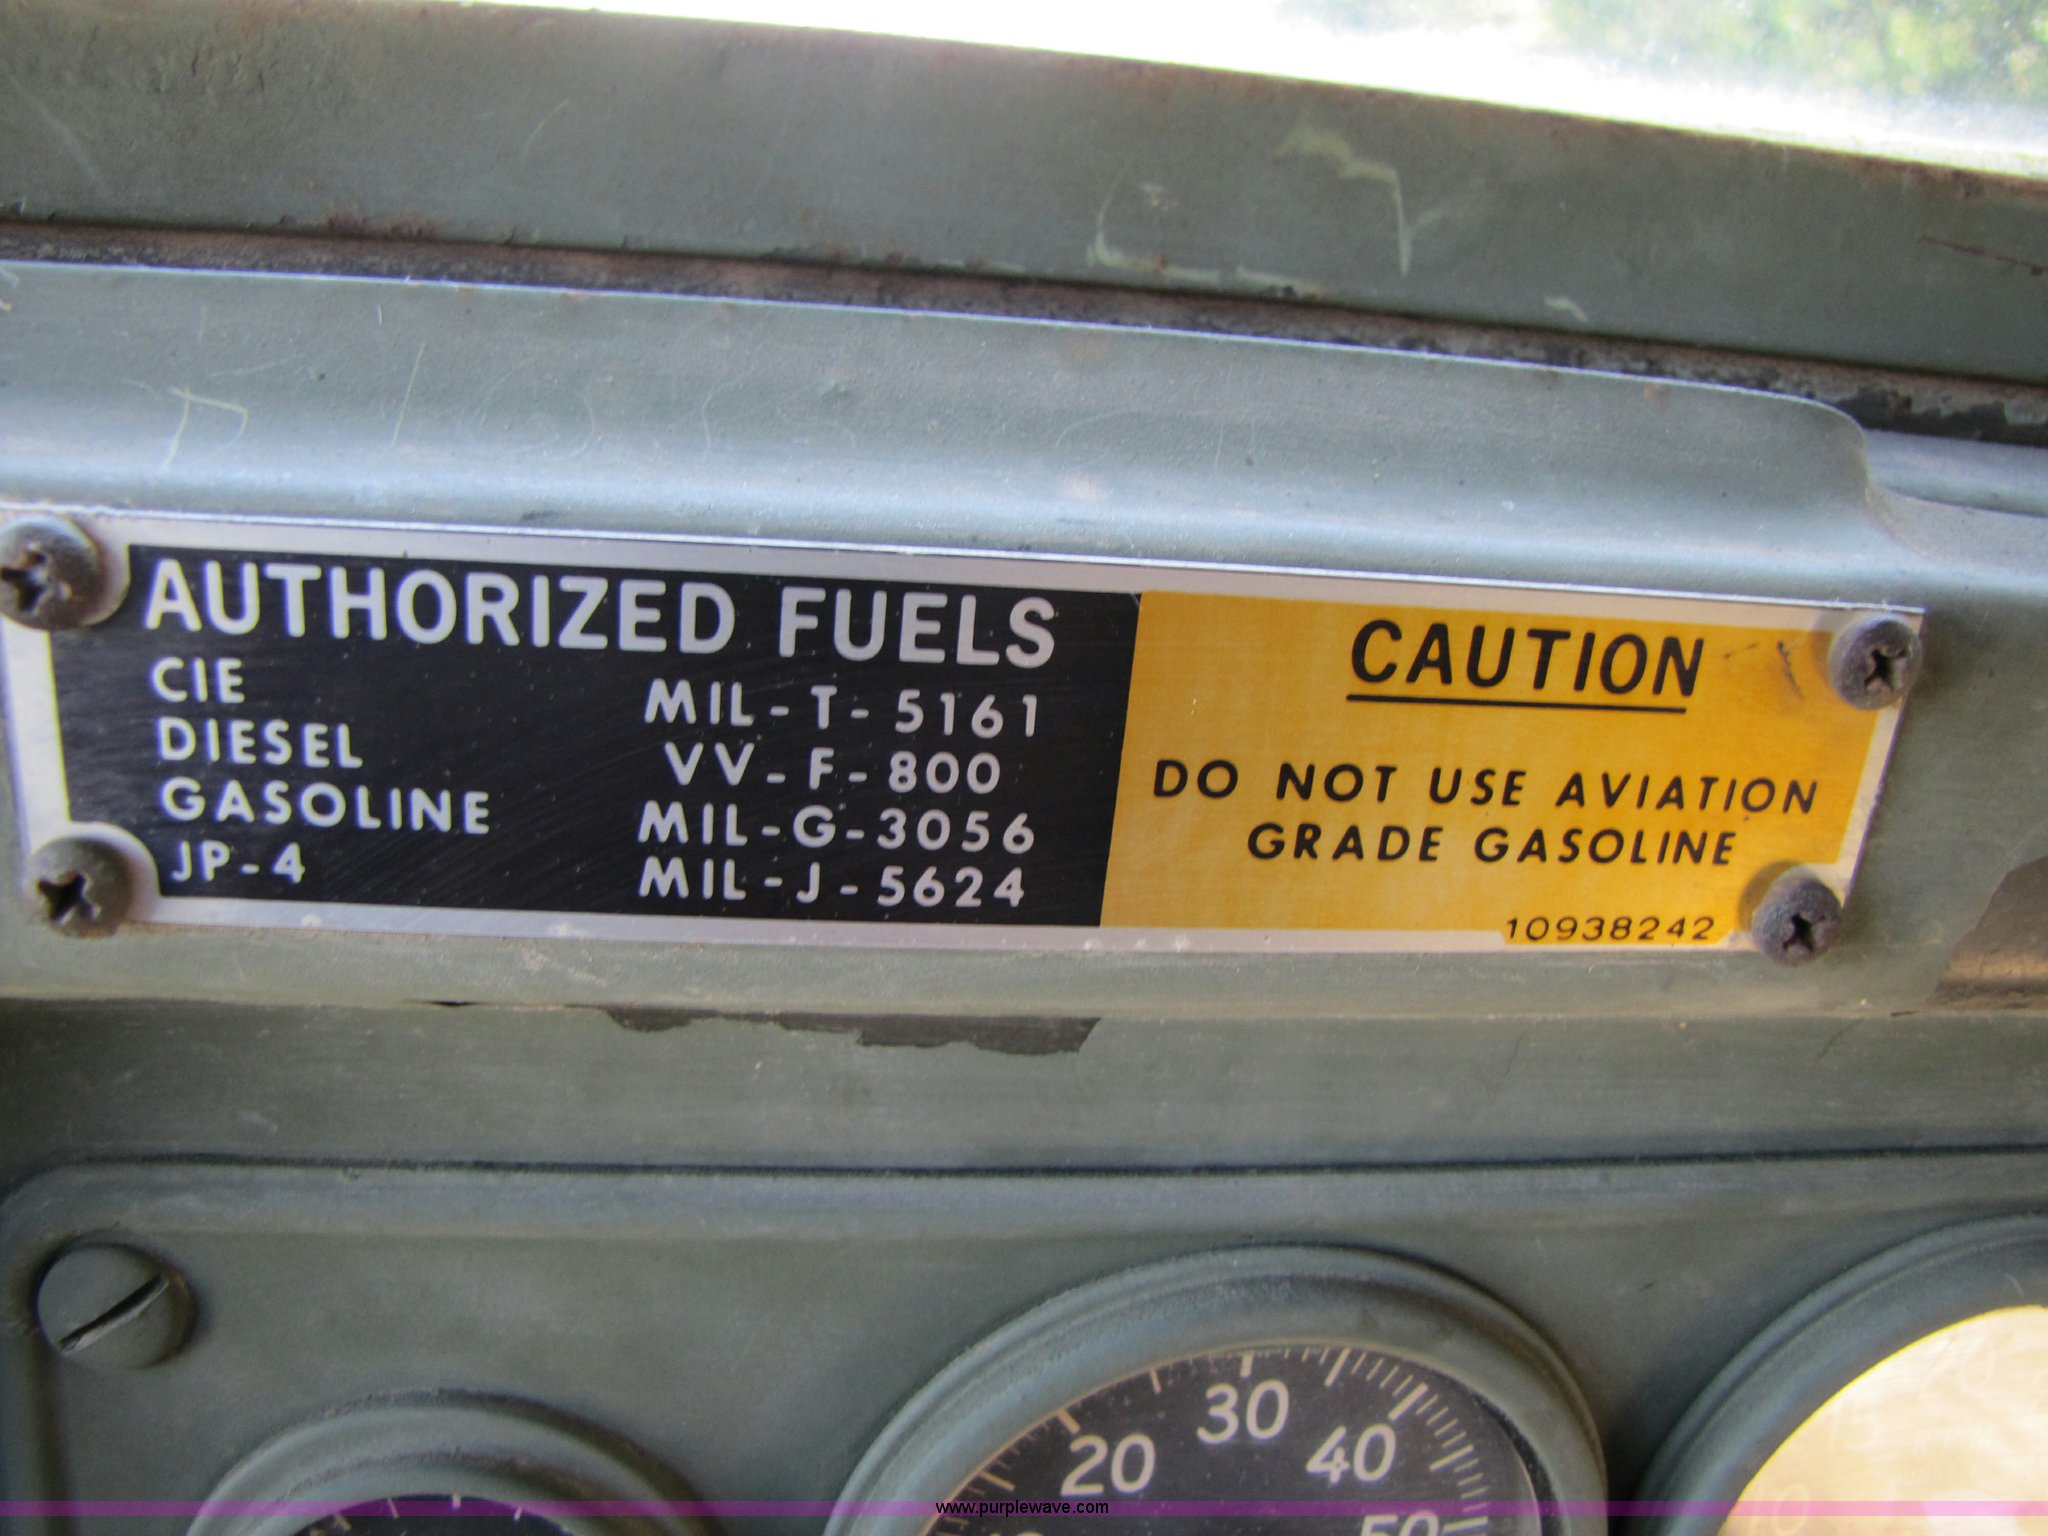 AUTHORIZED FUELS
CIE MIL-T-5161
DIESEL VV-F-800
GASOLINE MIL-G-3056
JP-4 MIL-J-5624
CAUTION
DO NOT USE AVIATION
GRADE GASOLINE
10938242
20 30 40 50
www.purplewave.com